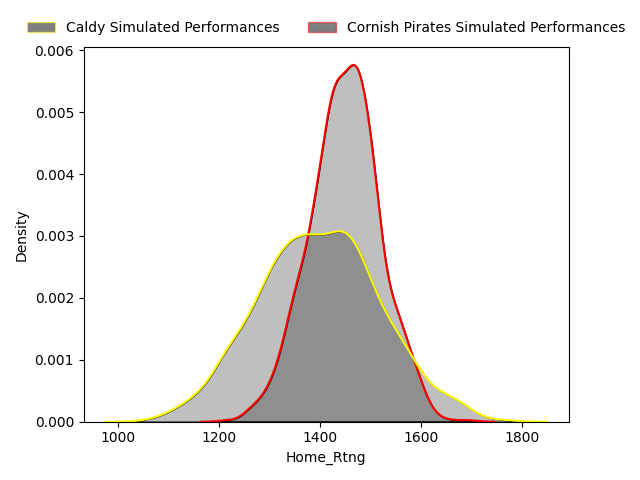 Caldy Simulated Performances
Cornish Pirates Simulated Performances
0.006
0.005
0.004
0.003
0.002
0.001
0.000
Density
1000 1200 1400 1600 1800
Home_Rtng